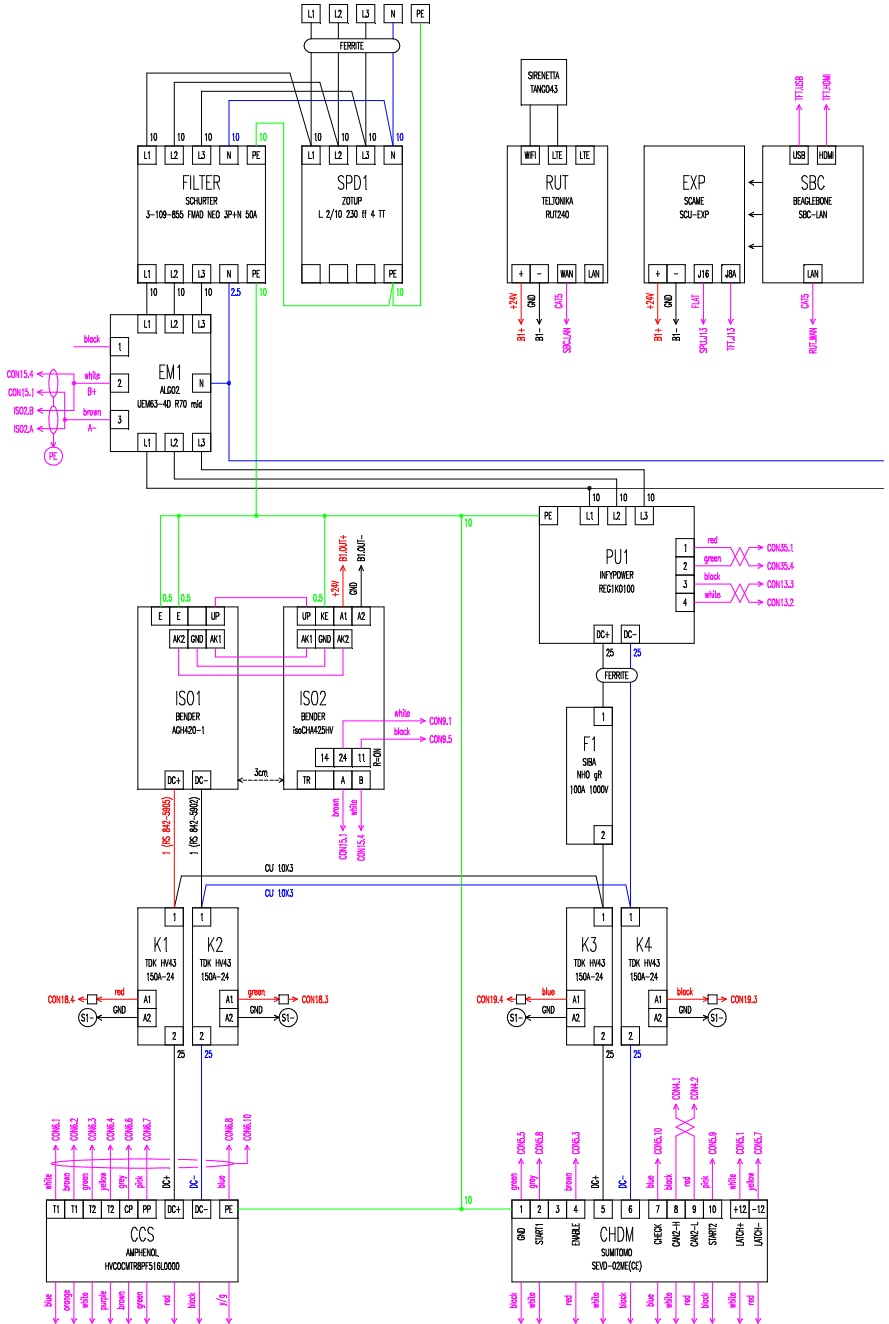 L1 L2 L3 N PE
FERRITE
10 10 10 10 10
10 10 10 10
L1 L2 L3 N PE
FILTER
SCHURTER
3-109-855 FMAD NEO 3P+N 50A
L1 L2 L3 N PE
10 10 10 2.5 10
L1 L2 L3 N
SPD1
ZOTUP
L 2/10 230 ff 4 TT
PE
10
SIRENETTA
TANGO43
WIFI LTE LTE
RUT
TELTONIKA
RUT240
+ - WAN LAN
+24V GND CAT5
B1+ B1- SBC.LAN
EXP
SCAME
SCU-EXP
+ - J16 J8A
+24V GND FLAT
B1+ B1- SPU.J13 TFT.J13
TFT.USB TFT.HDMI
USB HDMI
SBC
BEAGLEBONE
SBC-LAN
LAN
CAT5
RUT.WAN
L1 L2 L3
black 1
EM1
ALGO2
UEM63-4D R70 mid
N
CON15.4 white 2
CON15.1 B+
ISO2.B brown 3
ISO2.A A-
PE
L1 L2 L3
10 10 10
10
PE L1 L2 L3
PU1
INFYPOWER
REG1K0100
1 red CON35.1
2 green CON35.4
3 black CON13.3
4 white CON13.2
DC+ DC-
25 25
FERRITE
+24V B1.OUT+ GND B1.OUT-
0.5 0.5 0.5
E E UP
AK2 GND AK1
ISO1
BENDER
AGH420-1
DC+ DC-
UP KE A1 A2
AK1 GND AK2
ISO2
BENDER
isoCHA425HV
white CON9.1
black CON9.5
14 24 11 R=ON
TR A B
brown white
CON15.1 CON15.4
3cm
1 (RS 842-5905) 1 (RS 842-5902)
1
F1
SIBA
NH0 gR
100A 1000V
2
CU 10X3
CU 10X3
1
K1
TDK HV43
150A-24
CON18.4 red A1
S1- GND A2
2
25
1
K2
TDK HV43
150A-24
A1 green CON18.3
A2 GND S1-
2
25
1
K3
TDK HV43
150A-24
CON19.4 blue A1
S1- GND A2
2
25
1
K4
TDK HV43
150A-24
A1 black CON19.3
A2 GND S1-
2
25
CON6.1 CON6.2 CON6.3 CON6.4 CON6.6 CON6.7 CON6.8 CON6.10
white brown green yellow grey pink DC+ DC- blue
T1 T1 T2 T2 CP PP DC+ DC- PE
CCS
AMPHENOL
HVCOCMTR8PF516L0000
blue orange white purple brown green red black y/g
10
CON5.5 CON5.8 CON5.3 CON5.10 CON4.1 CON4.2 CON5.9 CON5.1 CON5.7
green grey brown DC+ DC- blue black red pink white yellow
1 2 3 4 5 6 7 8 9 10 +12 -12
GND START1 ENABLE CHECK CAN2-H CAN2-L START2 LATCH+ LATCH-
CHDM
SUMITOMO
SEVD-02ME(CE)
black white red white black blue white red black white red